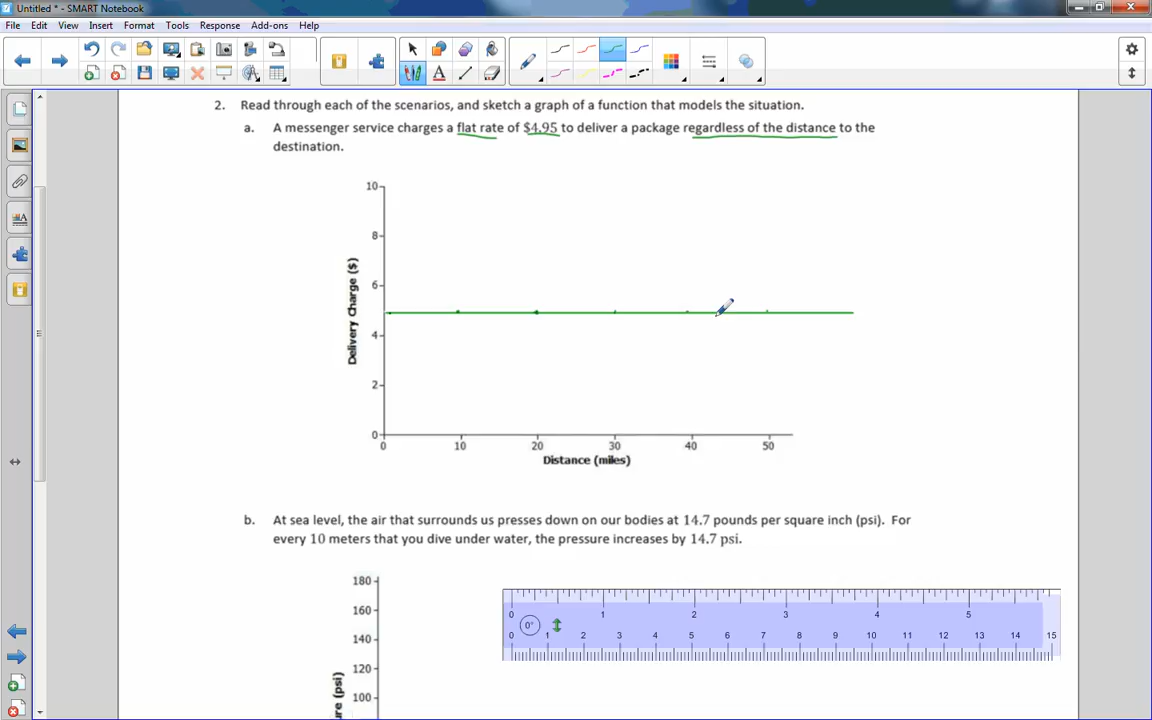 Untitled * - SMART Notebook
File Edit View Insert Format Tools Response Add-ons Help
2. Read through each of the scenarios, and sketch a graph of a function that models the situation.
a. A messenger service charges a flat rate of $4.95 to deliver a package regardless of the distance to the
destination.
10
8
6
4
2
0
Delivery Charge ($)
0 10 20 30 40 50
Distance (miles)
b. At sea level, the air that surrounds us presses down on our bodies at 14.7 pounds per square inch (psi). For
every 10 meters that you dive under water, the pressure increases by 14.7 psi.
180
160
140
120
100
ure (psi)
0 1 2 3 4 5
0°
0 1 2 3 4 5 6 7 8 9 10 11 12 13 14 15